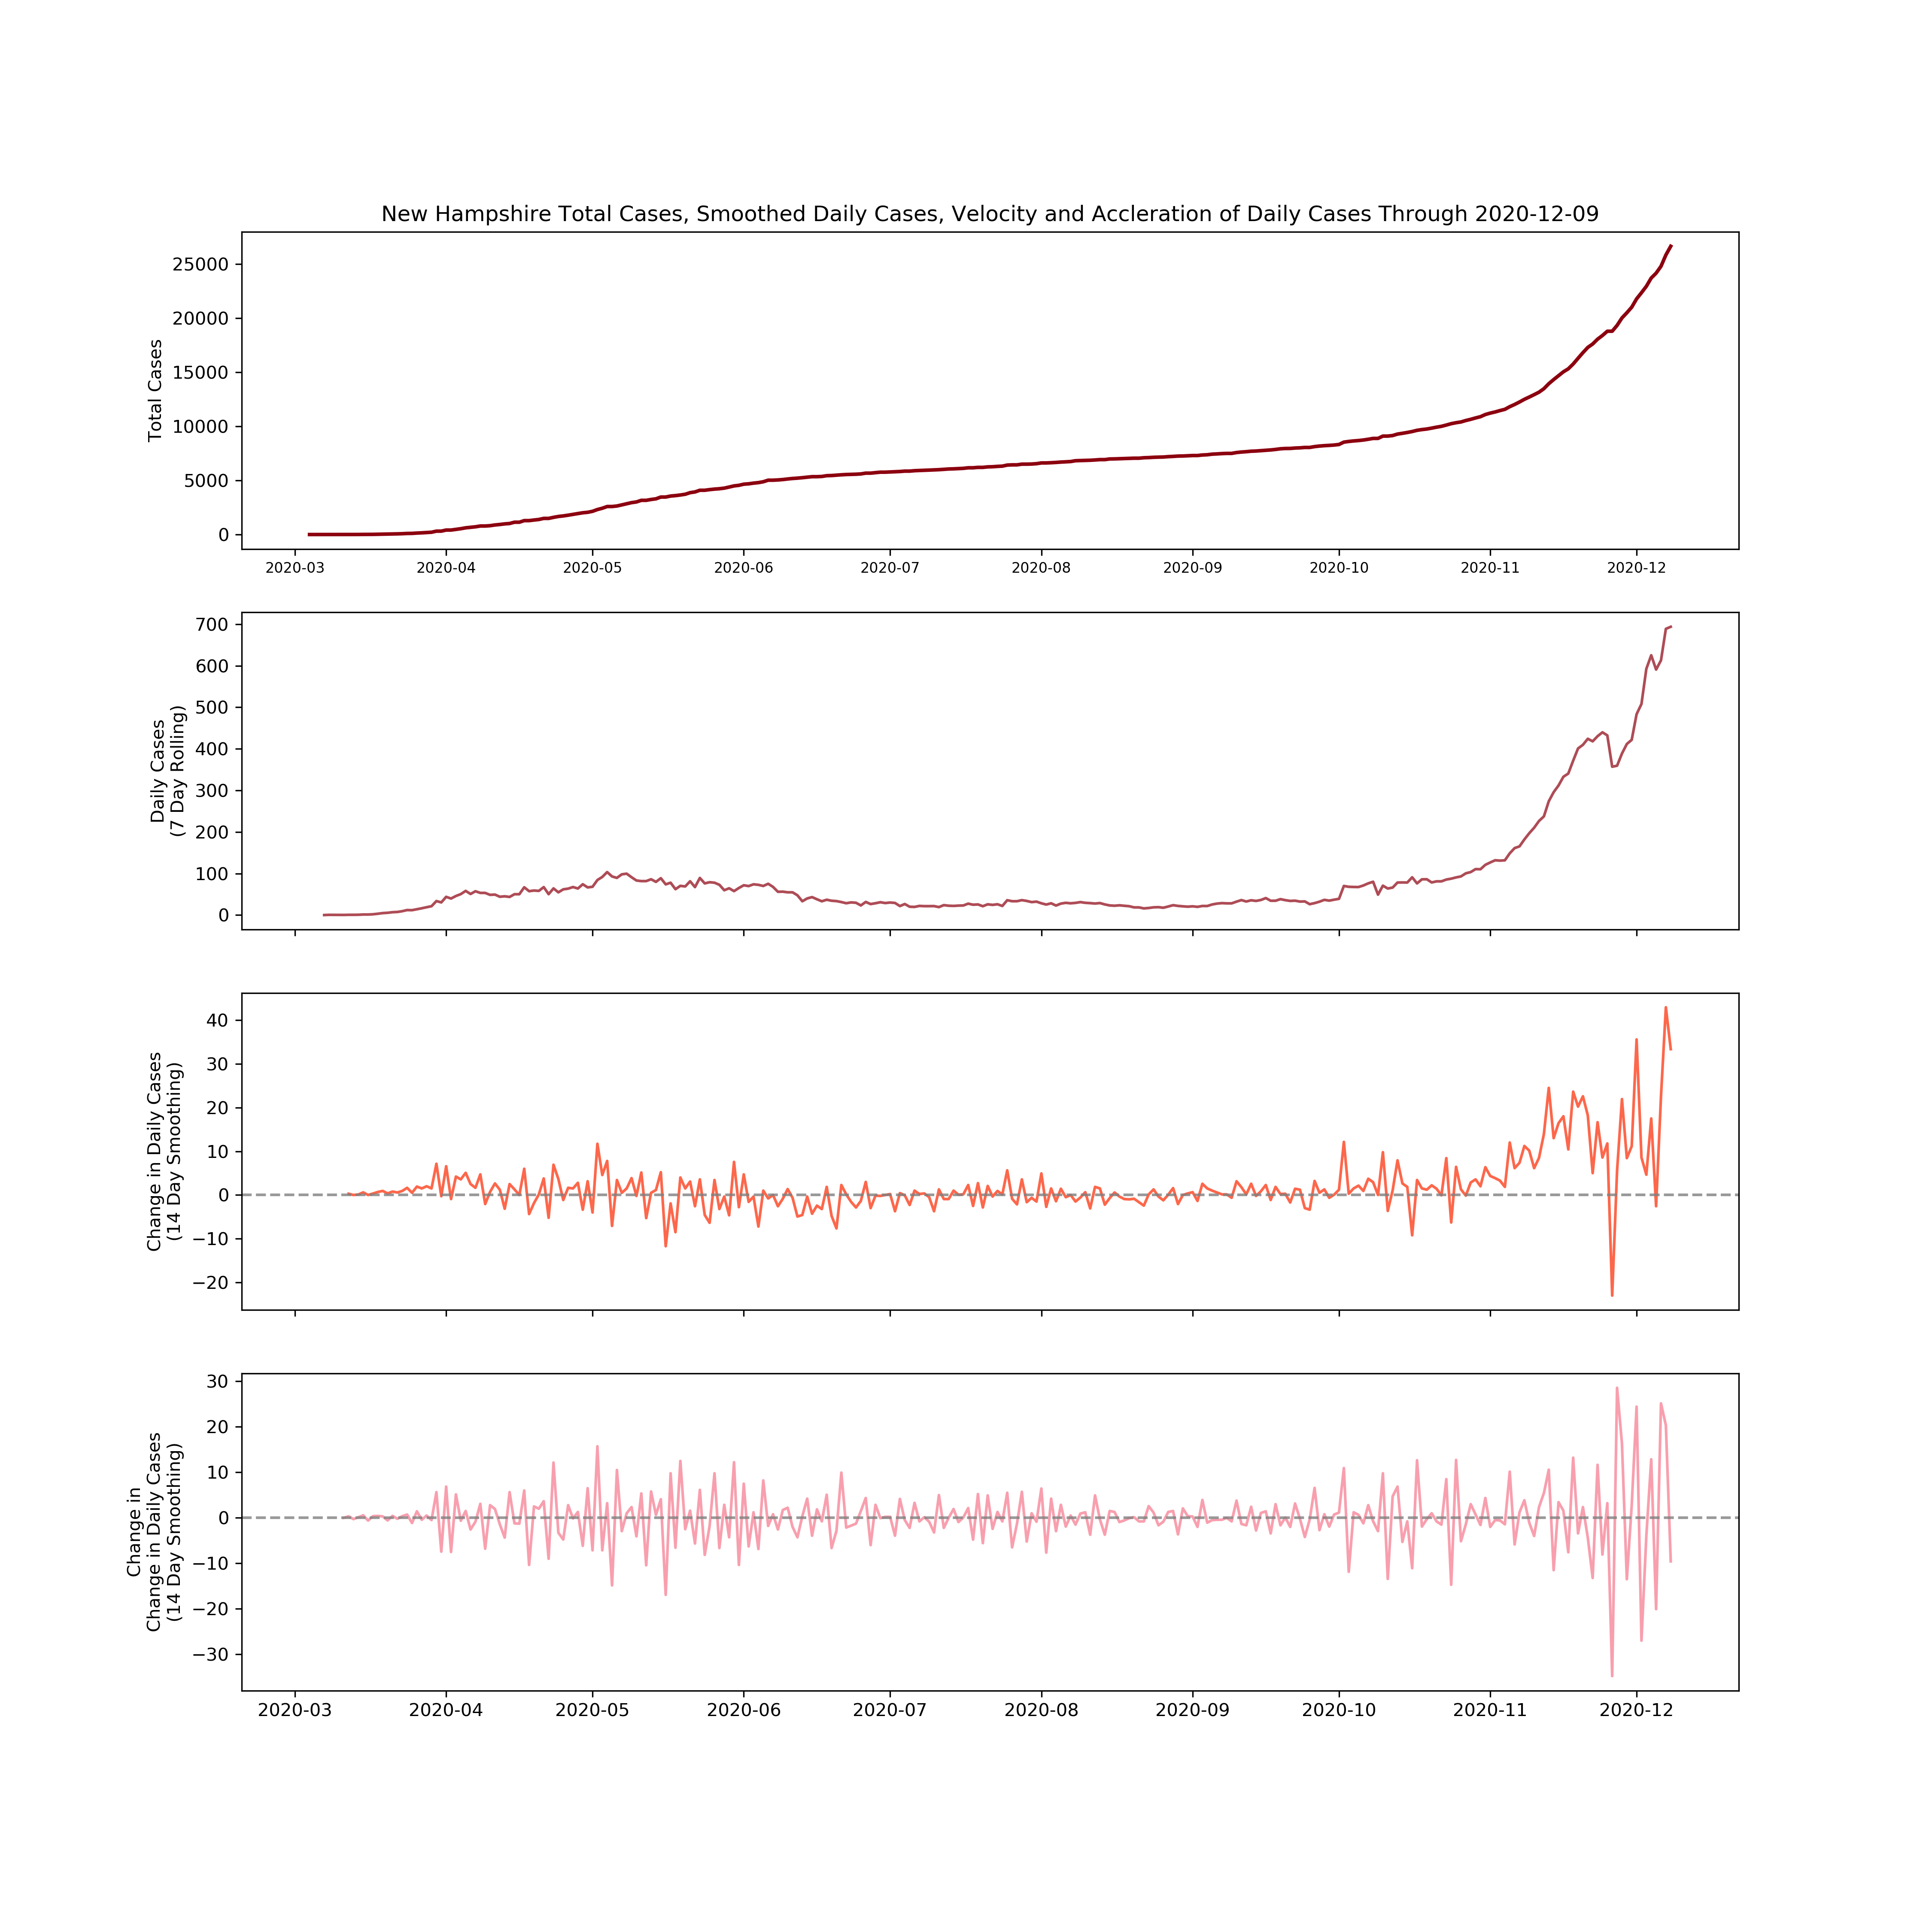 New Hampshire Total Cases, Smoothed Daily Cases, Velocity and Accleration of Daily Cases Through 2020-12-09
Total Cases
25000
20000
15000
10000
5000
0
2020-03 2020-04 2020-05 2020-06 2020-07 2020-08 2020-09 2020-10 2020-11 2020-12
Daily Cases
(7 Day Rolling)
700
600
500
400
300
200
100
0
Change in Daily Cases
(14 Day Smoothing)
40
30
20
10
0
−10
−20
Change in
Change in Daily Cases
(14 Day Smoothing)
30
20
10
0
−10
−20
−30
2020-03 2020-04 2020-05 2020-06 2020-07 2020-08 2020-09 2020-10 2020-11 2020-12